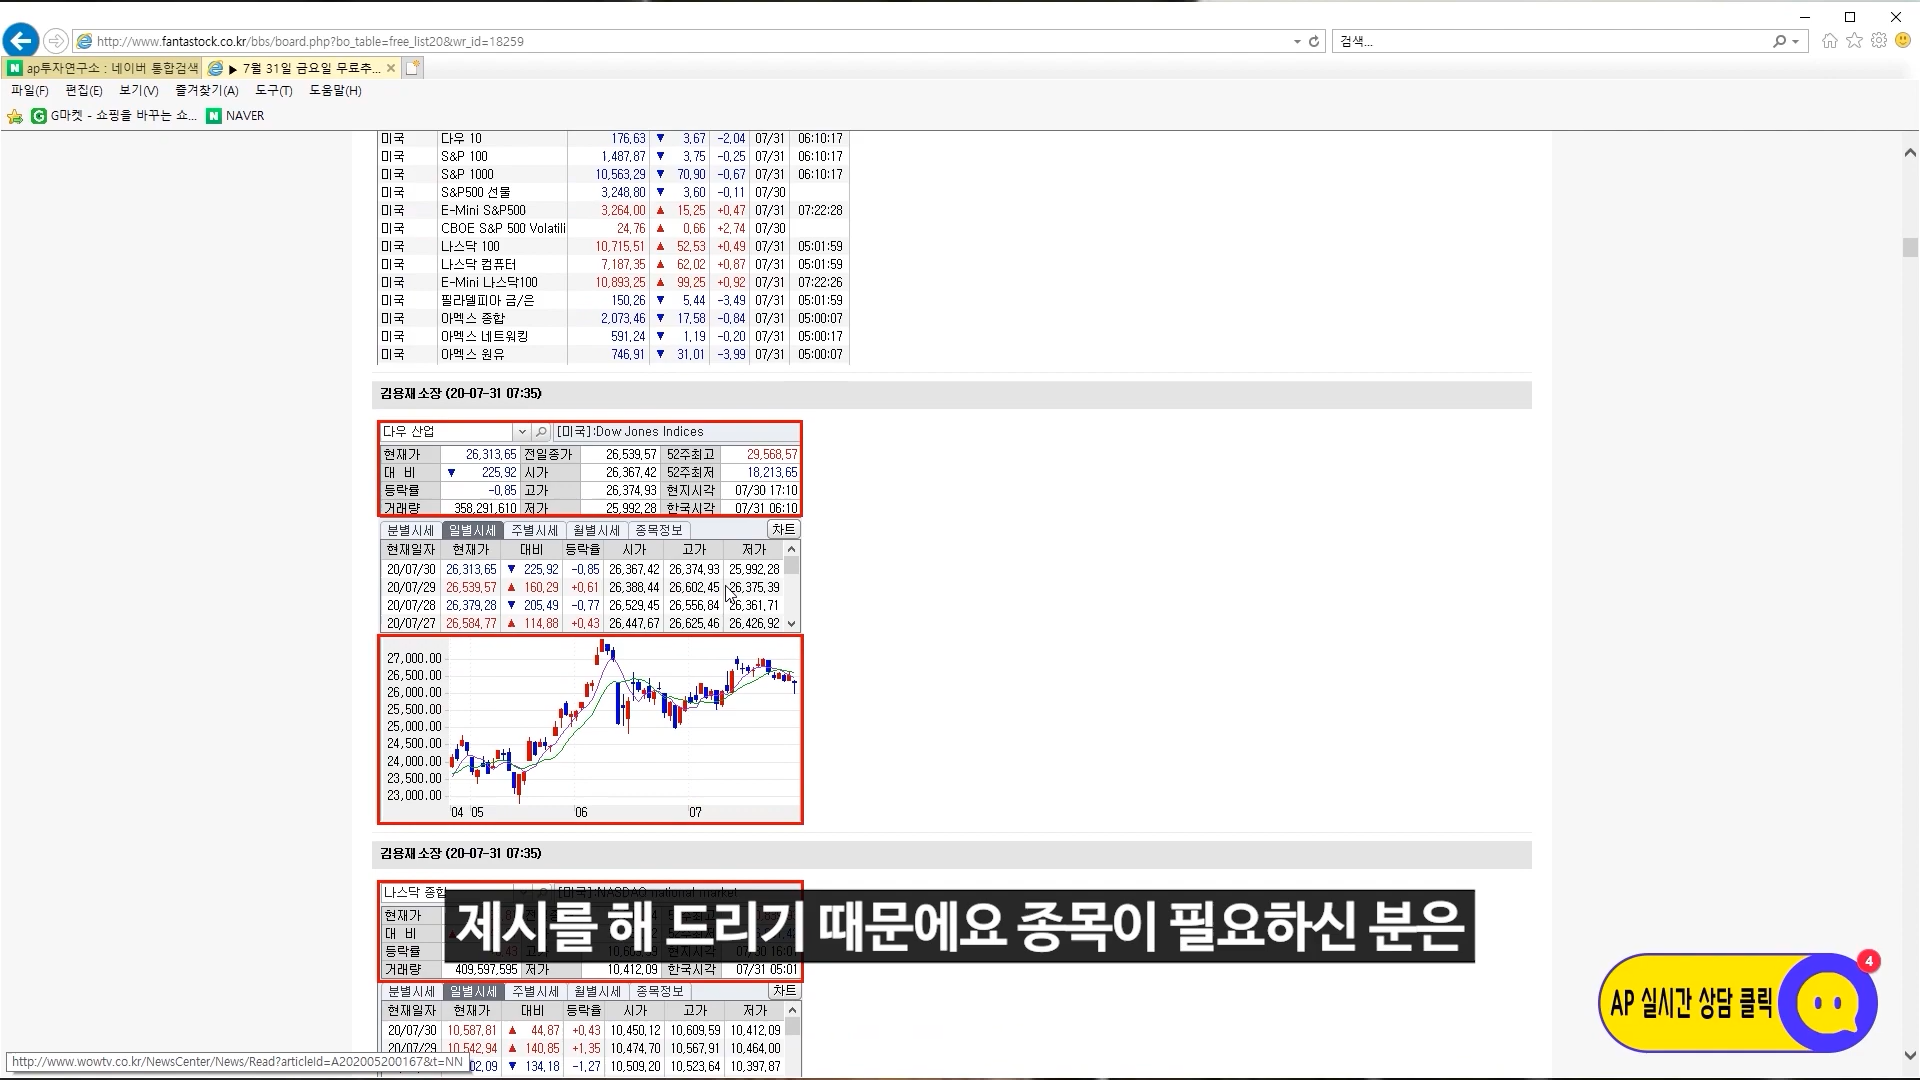 http://www.fantastock.co.kr/bbs/board.php?bo_table=free_list20&wr_id=18259
검색...
ap투자연구소 : 네이버 통합검색
▶ 7월 31일 금요일 무료추...
파일(F) 편집(E) 보기(V) 즐겨찾기(A) 도구(T) 도움말(H)
G마켓 - 쇼핑을 바꾸는 쇼... NAVER
미국 다우 10 176,63 ▼ 3,67 -2,04 07/31 06:10:17
미국 S&P 100 1,487,87 ▼ 3,75 -0,25 07/31 06:10:17
미국 S&P 1000 10,563,29 ▼ 70,90 -0,67 07/31 06:10:17
미국 S&P500 선물 3,248,80 ▼ 3,60 -0,11 07/30
미국 E-Mini S&P500 3,264,00 ▲ 15,25 +0,47 07/31 07:22:28
미국 CBOE S&P 500 Volatili 24,76 ▲ 0,66 +2,74 07/30
미국 나스닥 100 10,715,51 ▲ 52,53 +0,49 07/31 05:01:59
미국 나스닥 컴퓨터 7,187,35 ▲ 62,02 +0,87 07/31 05:01:59
미국 E-Mini 나스닥100 10,893,25 ▲ 99,25 +0,92 07/31 07:22:26
미국 필라델피아 금/은 150,26 ▼ 5,44 -3,49 07/31 05:01:59
미국 아멕스 종합 2,073,46 ▼ 17,58 -0,84 07/31 05:00:07
미국 아멕스 네트워킹 591,24 ▼ 1,19 -0,20 07/31 05:00:17
미국 아멕스 원유 746,91 ▼ 31,01 -3,99 07/31 05:00:07
김용재소장 (20-07-31 07:35)
다우 산업 [미국]:Dow Jones Indices
현재가 26,313,65 전일종가 26,539,57 52주최고 29,568,57
대 비 ▼ 225,92 시가 26,367,42 52주최저 18,213,65
등락률 -0,85 고가 26,374,93 현지시각 07/30 17:10
거래량 358,291,610 저가 25,992,28 한국시각 07/31 06:10
분별시세 일별시세 주별시세 월별시세 종목정보 차트
현재일자 현재가 대비 등락율 시가 고가 저가
20/07/30 26,313,65 ▼ 225,92 -0,85 26,367,42 26,374,93 25,992,28
20/07/29 26,539,57 ▲ 160,29 +0,61 26,388,44 26,602,45 26,375,39
20/07/28 26,379,28 ▼ 205,49 -0,77 26,529,45 26,556,84 26,361,71
20/07/27 26,584,77 ▲ 114,88 +0,43 26,447,67 26,625,46 26,426,92
27,000.00
26,500.00
26,000.00
25,500.00
25,000.00
24,500.00
24,000.00
23,500.00
23,000.00
04 05 06 07
김용재소장 (20-07-31 07:35)
나스닥 종합 [미국]:NASDAQ national market
현재가
대 비
제시를 해 드리기 때문에요 종목이 필요하신 분은
등락률
거래량 409,597,595 저가 10,412,09 한국시각 07/31 05:01
분별시세 일별시세 주별시세 월별시세 종목정보 차트
현재일자 현재가 대비 등락율 시가 고가 저가
20/07/30 10,587,81 ▲ 44,87 +0,43 10,450,12 10,609,59 10,412,09
20/07/29 10,542,94 ▲ 140,85 +1,35 10,474,70 10,567,91 10,464,00
02,09 ▼ 134,18 -1,27 10,509,20 10,523,64 10,397,87
http://www.wowtv.co.kr/NewsCenter/News/Read?articleId=A202005200167&t=NN
AP 실시간 상담 클릭
4